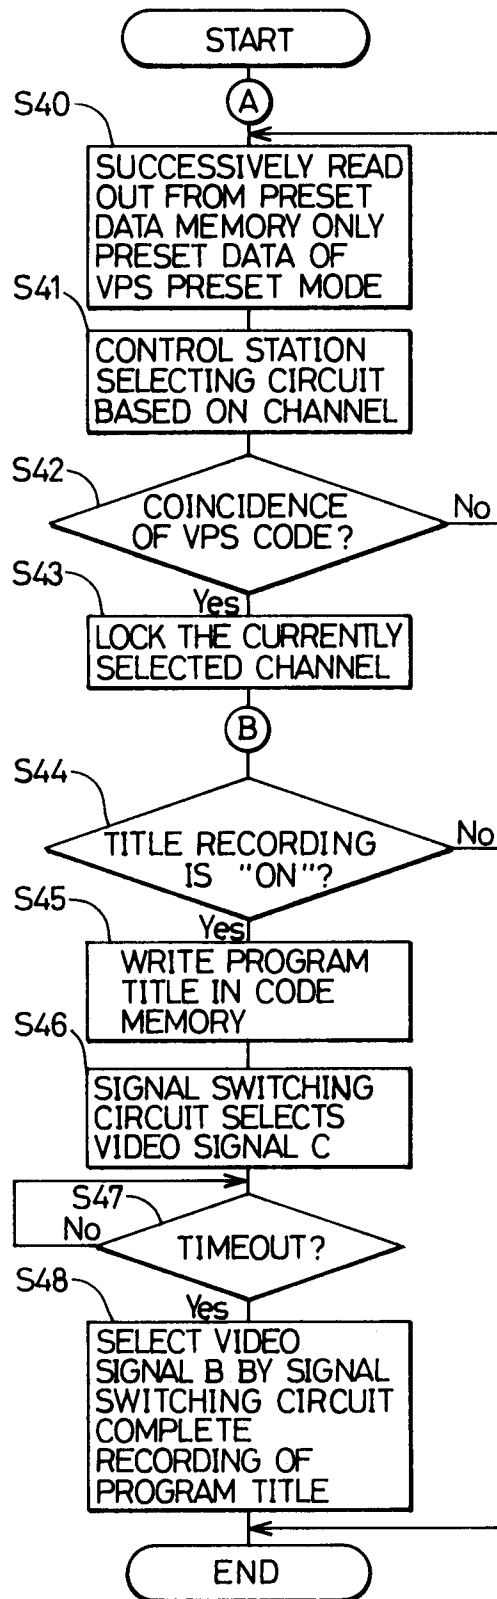 START
A
S40
SUCCESSIVELY READ
OUT FROM PRESET
DATA MEMORY ONLY
PRESET DATA OF
VPS PRESET MODE
S41
CONTROL STATION
SELECTING CIRCUIT
BASED ON CHANNEL
S42
COINCIDENCE
OF VPS CODE?
No
S43
Yes
LOCK THE CURRENTLY
SELECTED CHANNEL
B
S44
TITLE RECORDING
IS "ON"?
No
S45
Yes
WRITE PROGRAM
TITLE IN CODE
MEMORY
S46
SIGNAL SWITCHING
CIRCUIT SELECTS
VIDEO SIGNAL C
S47
No
TIMEOUT?
S48
Yes
SELECT VIDEO
SIGNAL B BY SIGNAL
SWITCHING CIRCUIT
COMPLETE
RECORDING OF
PROGRAM TITLE
END